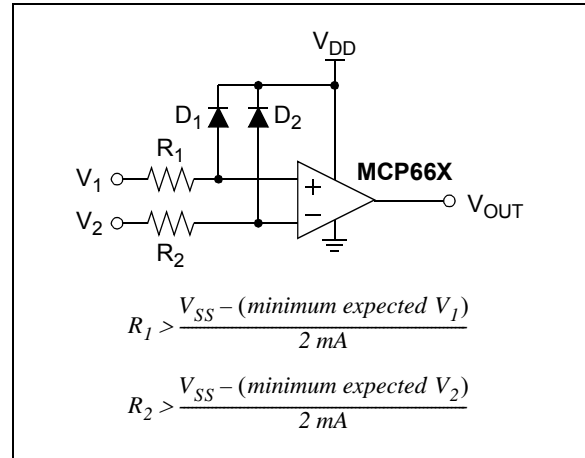 VDD
D1 D2
R1
MCP66X
V1
+
V2
−
VOUT
R2
R1 > VSS – (minimum expected V1)
2 mA
R2 > VSS – (minimum expected V2)
2 mA